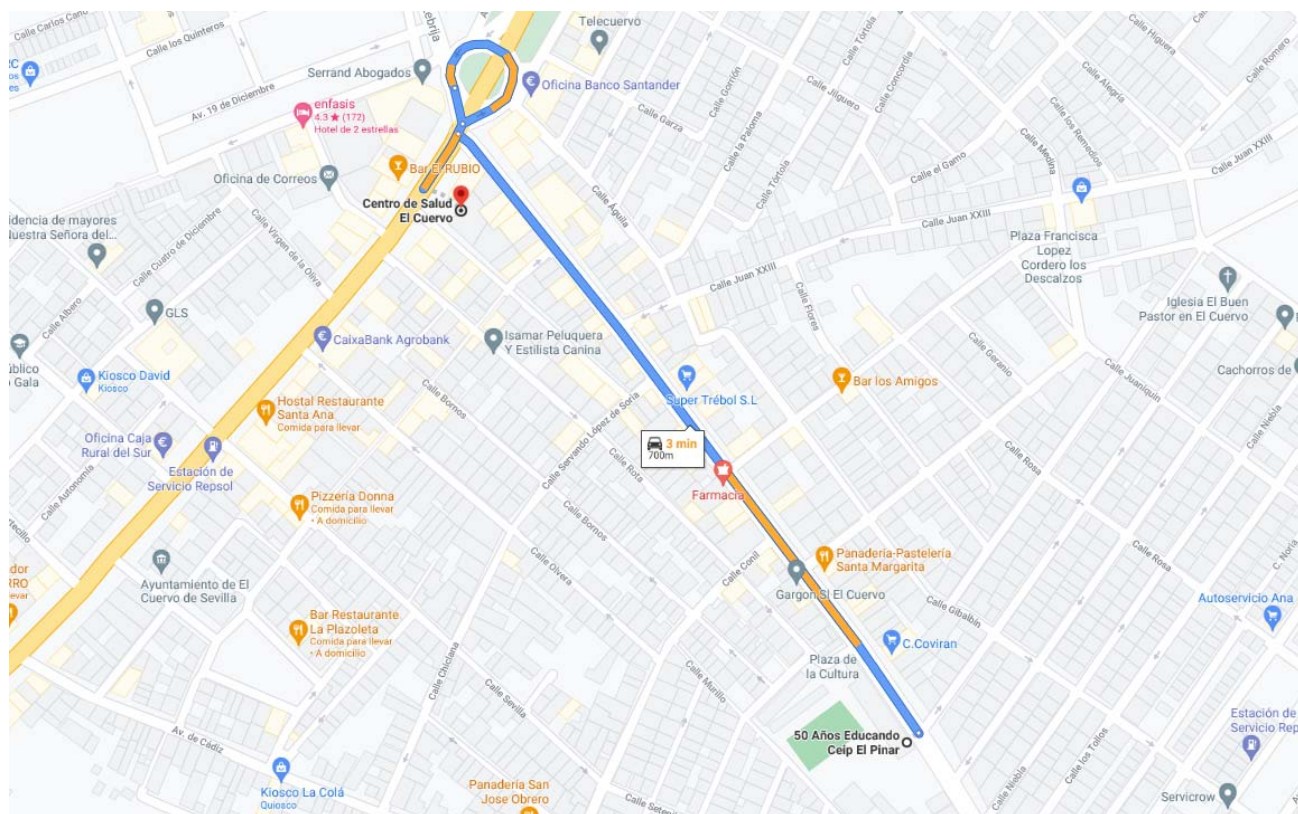 Calle Carlos Cano
Calle los Quinteros
Av. 19 de Diciembre
Serrand Abogados
enfasis
4.3 ★ (172)
Hotel de 2 estrellas
Telecuervo
Oficina Banco Santander
Calle Gorrión
Calle Garza
Calle la Paloma
Calle Tórtola
Calle Tórtola
Calle Jilguero
Calle Concordia
Calle Higuera
Calle Romero
Calle Alegría
Calle los Remedios
Calle Medina
Calle el Gamo
Calle Juan XXIII
Calle Juan XXIII
Calle Juan XXIII
Oficina de Correos
Bar El RUBIO
Centro de Salud
El Cuervo
Calle Águila
Plaza Francisca
Lopez
Cordero los
Descalzos
Iglesia El Buen
Pastor en El Cuervo
idencia de mayores
Nuestra Señora del...
Calle Cuatro de Diciembre
Calle Virgen de la Oliva
Calle Albero
GLS
úblico
Gala
Kiosco David
Kiosco
CaixaBank Agrobank
Isamar Peluquera
Y Estilista Canina
Calle Flores
Calle Geranio
Calle Juaniquín
Calle Niebla
Cachorros de
Super Trébol S.L
Bar los Amigos
Hostal Restaurante
Santa Ana
Comida para llevar
Calle Bornos
Calle Servando López de Soria
3 min
700m
Oficina Caja
Rural del Sur
Estación de
Servicio Repsol
Calle Autonomía
Calle Rota
Farmacia
Calle Rosa
Pizzería Donna
Comida para llevar
• A domicilio
Calle Bornos
Calle Olvera
Calle Conil
Panadería-Pastelería
Santa Margarita
Gargon Sl El Cuervo
Calle Rosa
C. Noria
Ayuntamiento de El
Cuervo de Sevilla
Calle Gibalbín
Autoservicio Ana
Bar Restaurante
La Plazoleta
Comida para llevar
• A domicilio
Calle Chiclana
Calle Sevilla
Calle Murillo
Plaza de
la Cultura
C.Coviran
50 Años Educando
Ceip El Pinar
Av. de Cádiz
Kiosco La Colá
Quiosco
Panadería San
Jose Obrero
Calle Niebla
Calle los Tollos
Estación de
Servicio Rep
Servicrow